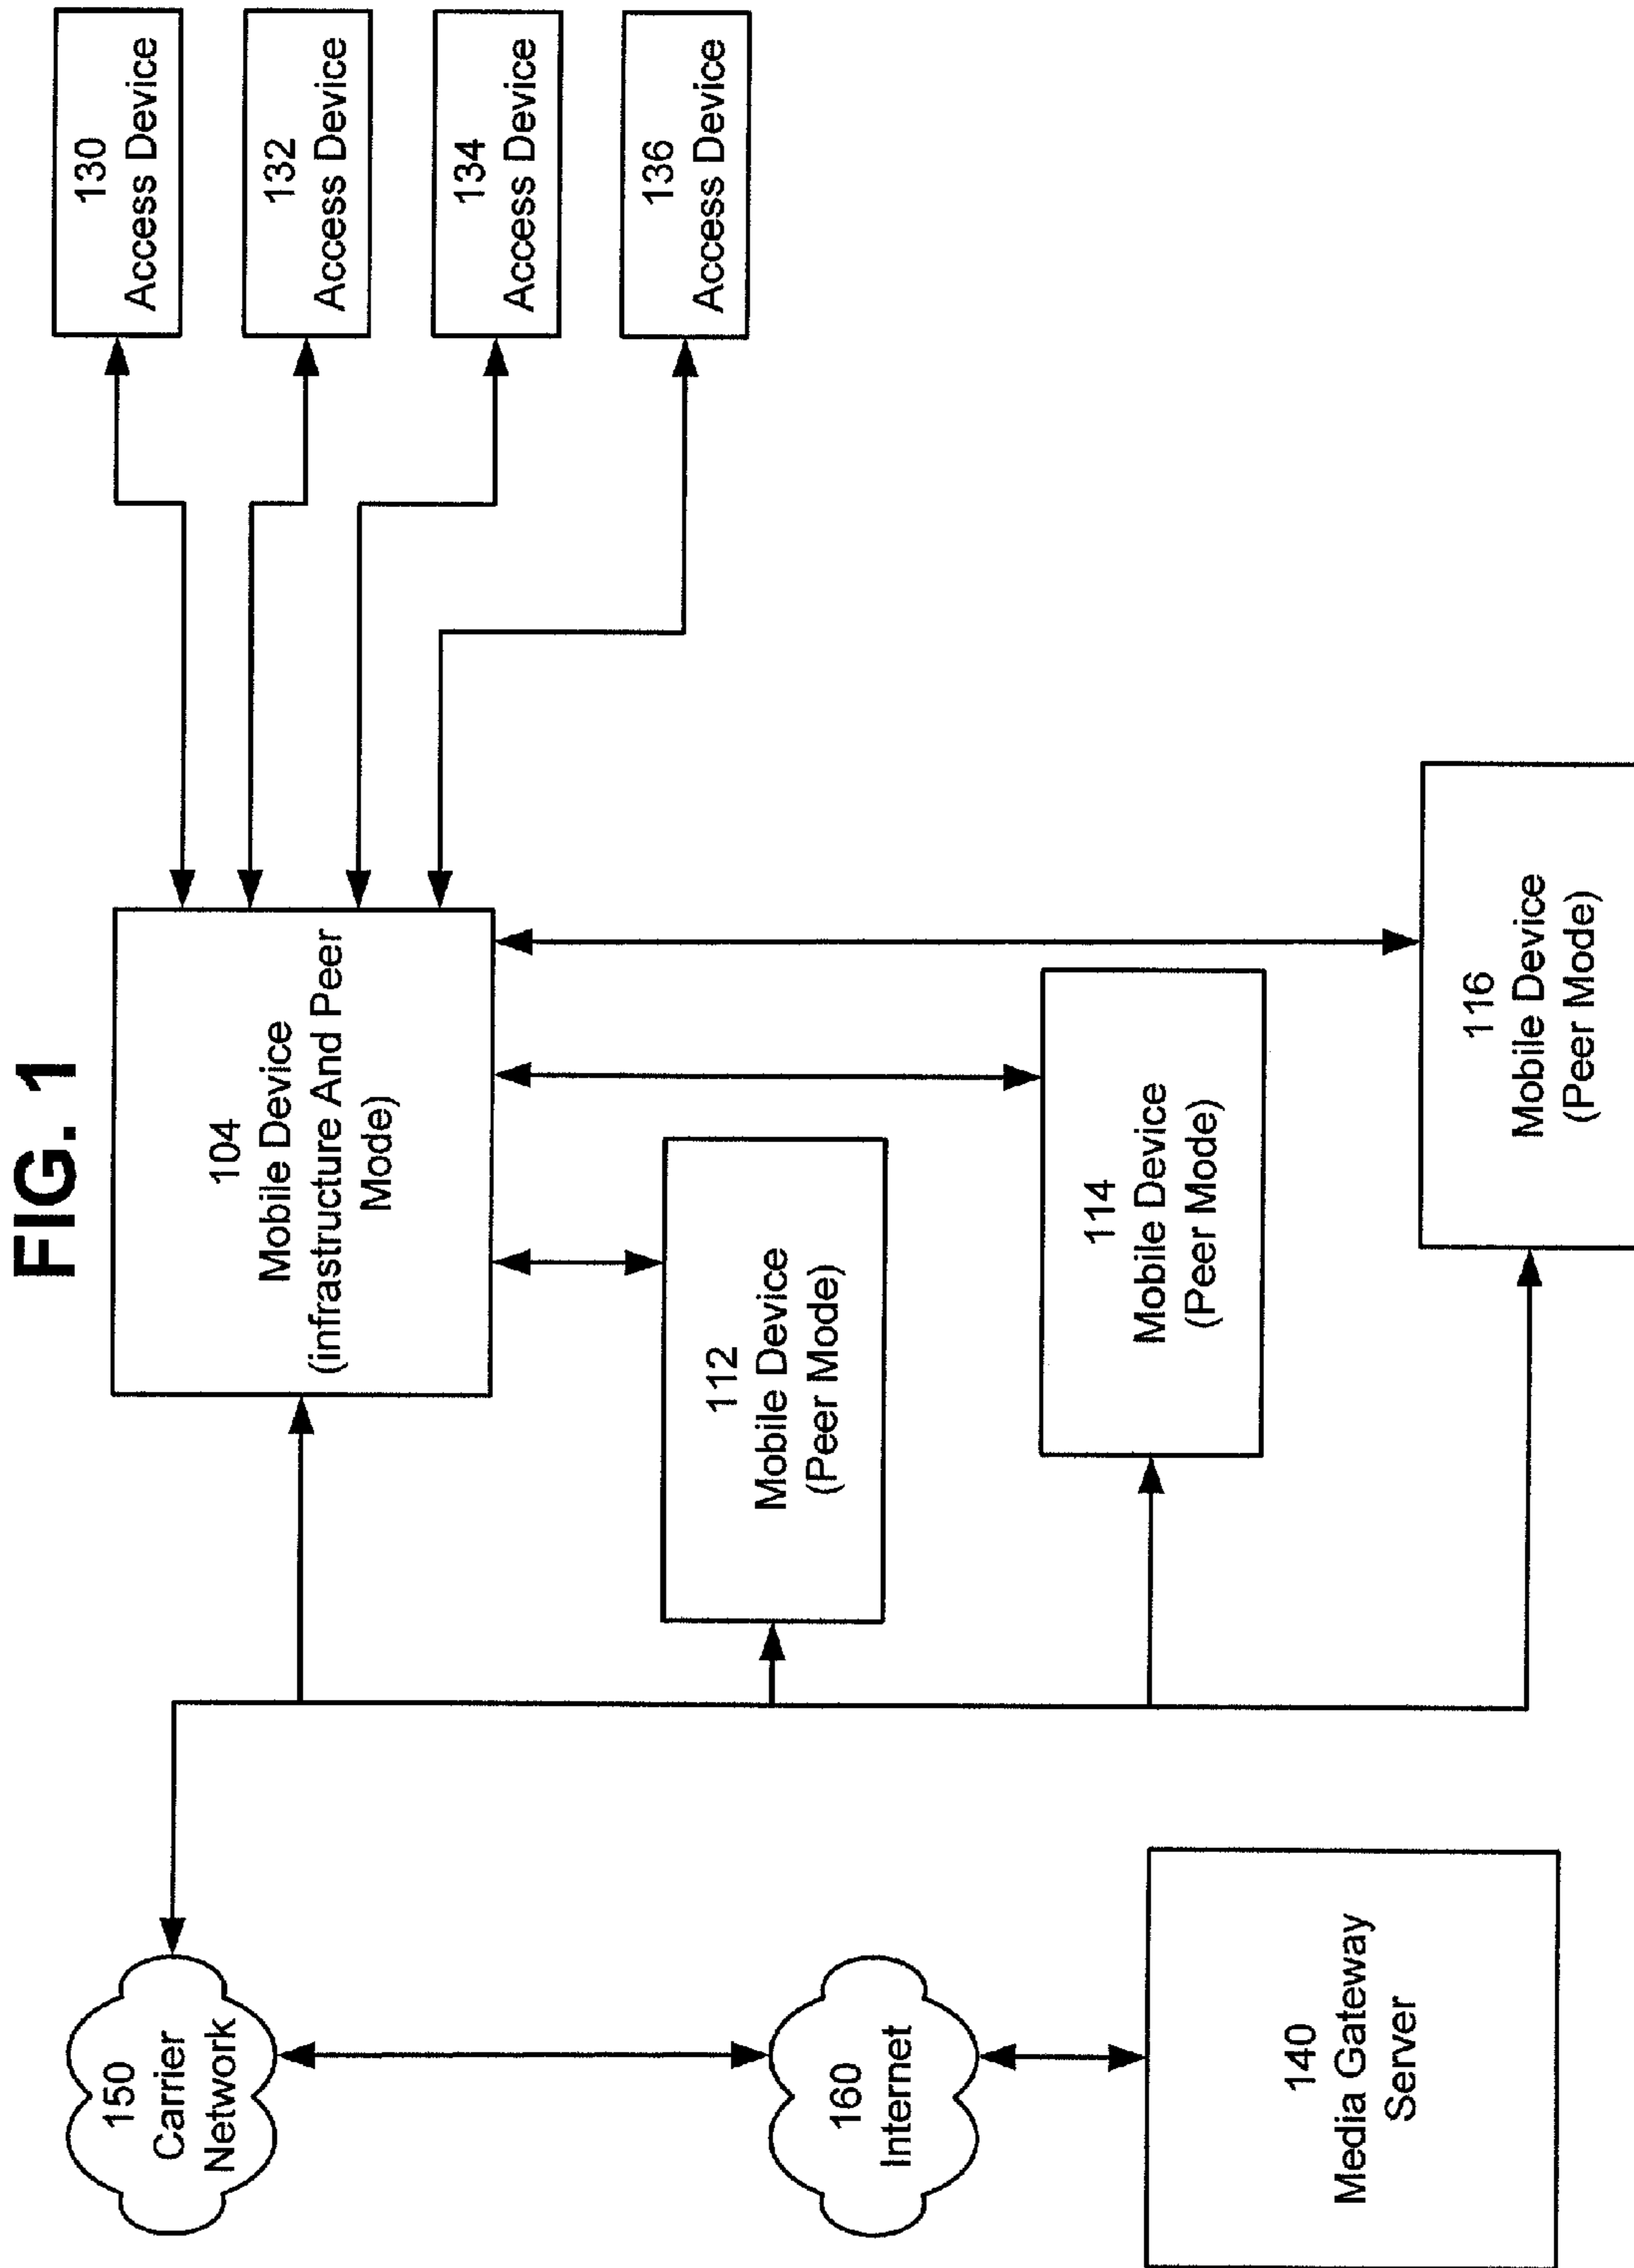 FIG. 1
150
Carrier
Network
160
Internet
140
Media Gateway
Server
104
Mobile Device
(infrastructure And Peer
Mode)
112
Mobile Device
(Peer Mode)
114
Mobile Device
(Peer Mode)
116
Mobile Device
(Peer Mode)
130
Access Device
132
Access Device
134
Access Device
136
Access Device